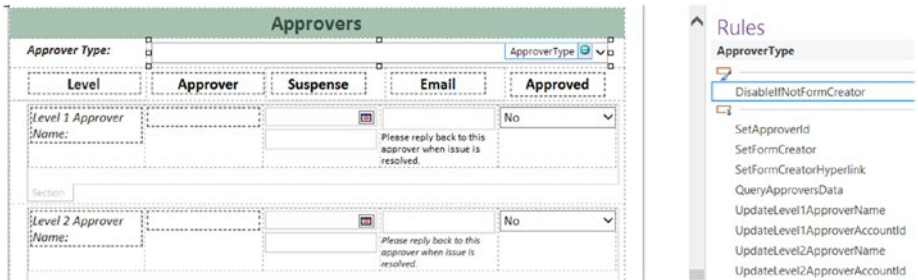 Approvers
Approver Type:
ApproverType
Level Approver Suspense Email Approved
Level 1 Approver
Name:
No
Please reply back to this
approver when issue is
resolved.
Section
Level 2 Approver
Name:
No
Please reply back to this
approver when issue is
resolved.
Rules
ApproverType
DisableIfNotFormCreator
SetApproverId
SetFormCreator
SetFormCreatorHyperlink
QueryApproversData
UpdateLevel1ApproverName
UpdateLevel1ApproverAccountId
UpdateLevel2ApproverName
UpdateLevel2ApproverAccountId